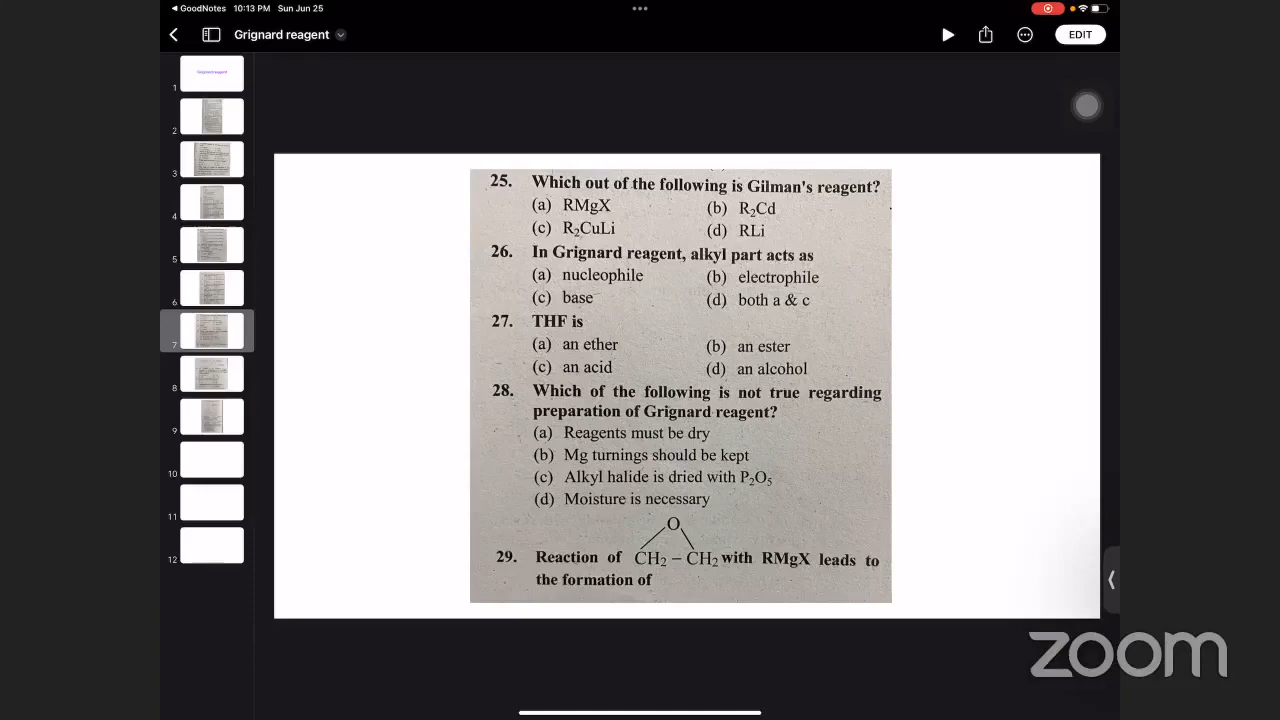 GoodNotes 10:13 PM Sun Jun 25
Grignard reagent
EDIT
Grignard reagent
1
2
3
4
5
6
7
8
9
10
11
12
25. Which out of the following is Gilman's reagent?
(a) RMgX (b) R₂Cd
(c) R₂CuLi (d) RLi
26. In Grignard reagent, alkyl part acts as
(a) nucleophile (b) electrophile
(c) base (d) both a & c
27. THF is
(a) an ether (b) an ester
(c) an acid (d) an alcohol
28. Which of the following is not true regarding
preparation of Grignard reagent?
(a) Reagents must be dry
(b) Mg turnings should be kept
(c) Alkyl halide is dried with P₂O₅
(d) Moisture is necessary
O
29. Reaction of CH₂ – CH₂ with RMgX leads to
the formation of
zoom